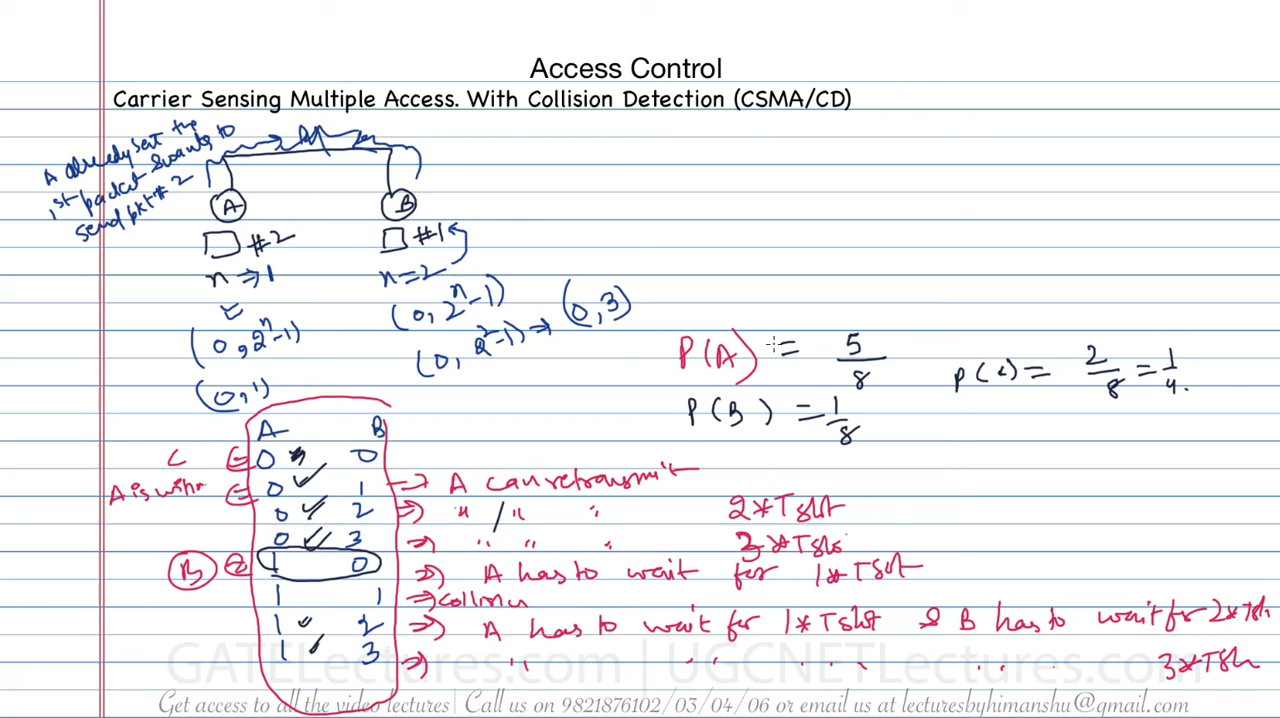 Access Control
Carrier Sensing Multiple Access. With Collision Detection (CSMA/CD)
A already sent the
1st packet & wants to
send pkt # 2
A B
#2 #1
n ⇒ 1 n = 2
(0, 2^n-1) (0, 2^n-1)
(0, 1) (0, 2^2-1) → (0, 3)
P(A) = 5/8 P(C) = 2/8 = 1/4.
P(B) = 1/8
A B
C 0 0
A is 0 1 → A can retransmit
0 2 ⇒ " " " 2*Tslot
0 3 ⇒ " " " 3*Tslot
B 1 0 ⇒ A has to wait for 1*Tslot
1 1 ⇒ collision
1 2 ⇒ A has to wait for 1*Tslot & B has to wait for 2*Tslot
1 3 ⇒ " " " " " " 3*Tslot
GATELectures.com | UGCNETLectures.com
Get access to all the video lectures | Call us on 9821876102/03/04/06 or email us at lecturesbyhimanshu@gmail.com